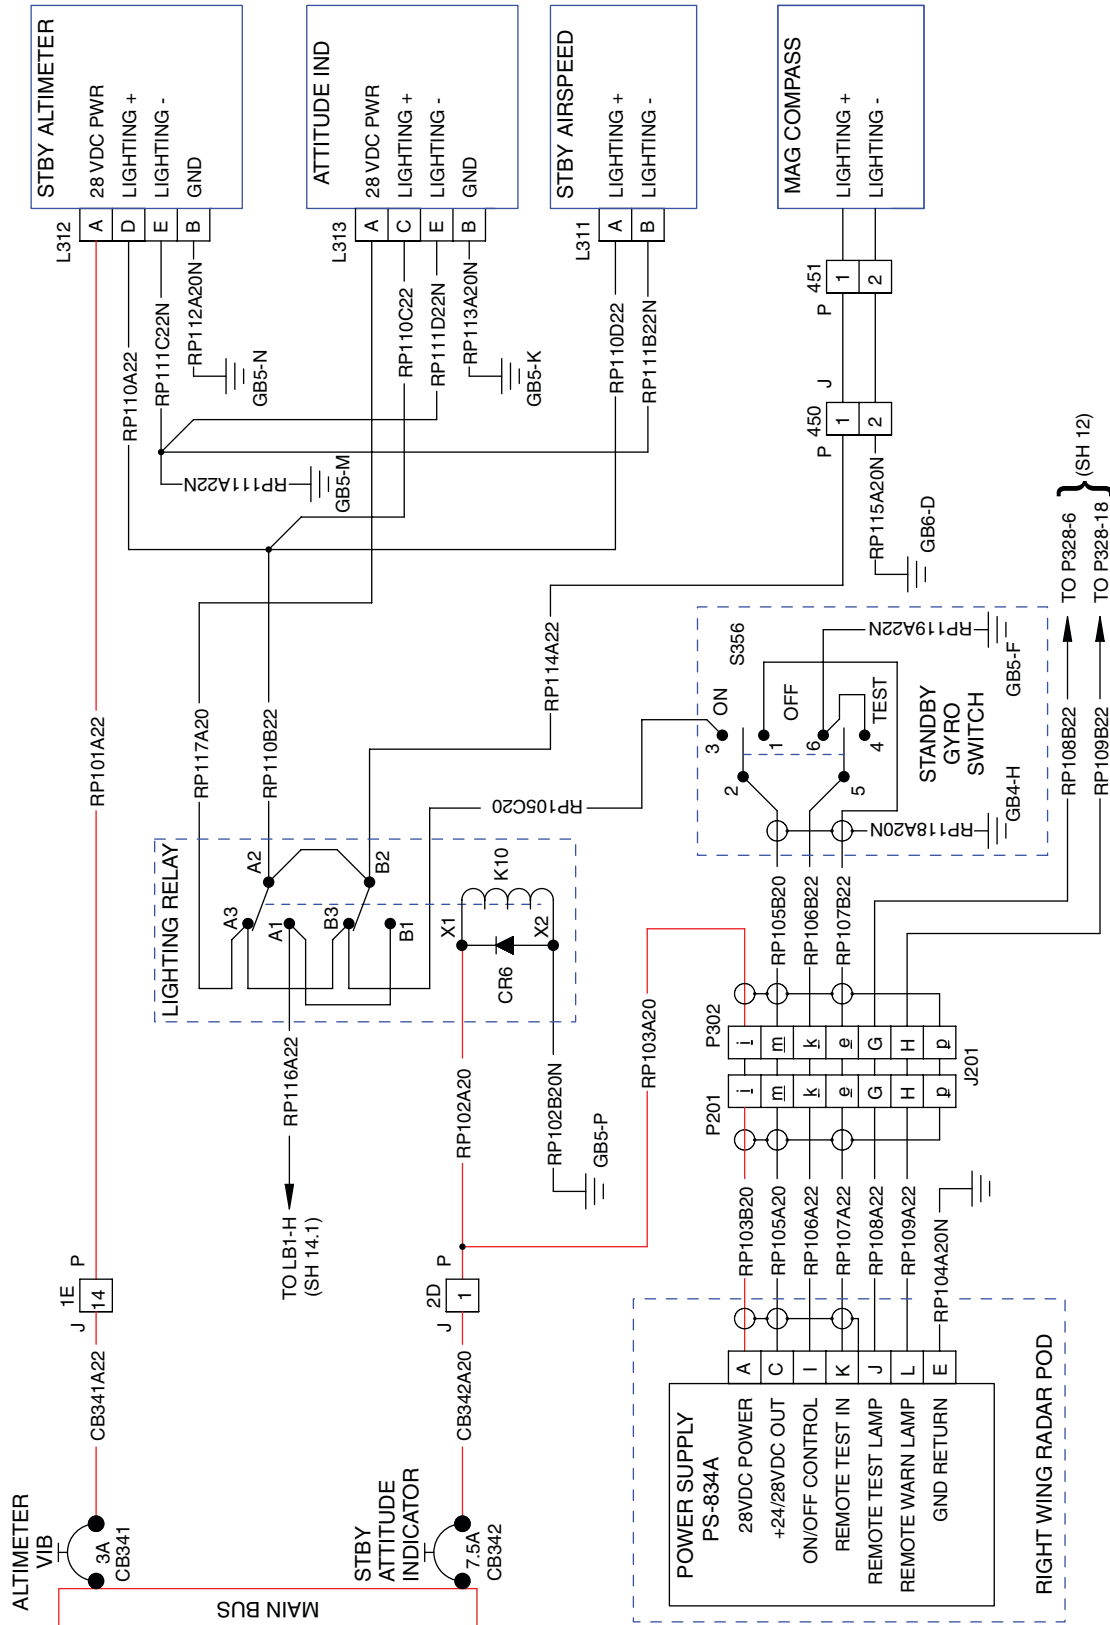 STBY ALTIMETER
28 VDC PWR
LIGHTING +
LIGHTING -
GND
L312
A
D
E
B
ATTITUDE IND
28 VDC PWR
LIGHTING +
LIGHTING -
GND
L313
A
C
E
B
STBY AIRSPEED
LIGHTING +
LIGHTING -
L311
A
B
MAG COMPASS
LIGHTING +
LIGHTING -
451
P
1
2
J
450
P
1
2
RP110A22
RP111C22N
RP112A20N
GB5-N
RP110C22
RP111D22N
RP113A20N
GB5-K
RP110D22
RP111B22N
RP111A22N
GB5-M
RP115A20N
GB6-D
RP101A22
RP117A20
RP110B22
RP114A22
RP105C20
LIGHTING RELAY
A3
A2
A1
B3
B2
B1
X1
X2
K10
CR6
S356
3
ON
1
OFF
6
4
TEST
2
5
STANDBY
GYRO
SWITCH
RP119A22N
GB5-F
RP118A20N
GB4-H
TO P328-6
TO P328-18
(SH 12)
RP108B22
RP109B22
RP105B20
RP106B22
RP107B22
RP116A22
TO LB1-H
(SH 14.1)
RP102A20
RP102B20N
GB5-P
RP103A20
P302
i
m
k
e
G
H
p
P201
i
m
k
e
G
H
p
J201
RP103B20
RP105A20
RP106A22
RP107A22
RP108A22
RP109A22
RP104A20N
1E
P
14
J
2D
P
1
J
CB341A22
CB342A20
ALTIMETER
VIB
3A
CB341
STBY
ATTITUDE
INDICATOR
7.5A
CB342
MAIN BUS
POWER SUPPLY
PS-834A
28VDC POWER
+24/28VDC OUT
ON/OFF CONTROL
REMOTE TEST IN
REMOTE TEST LAMP
REMOTE WARN LAMP
GND RETURN
A
C
I
K
J
L
E
RIGHT WING RADAR POD